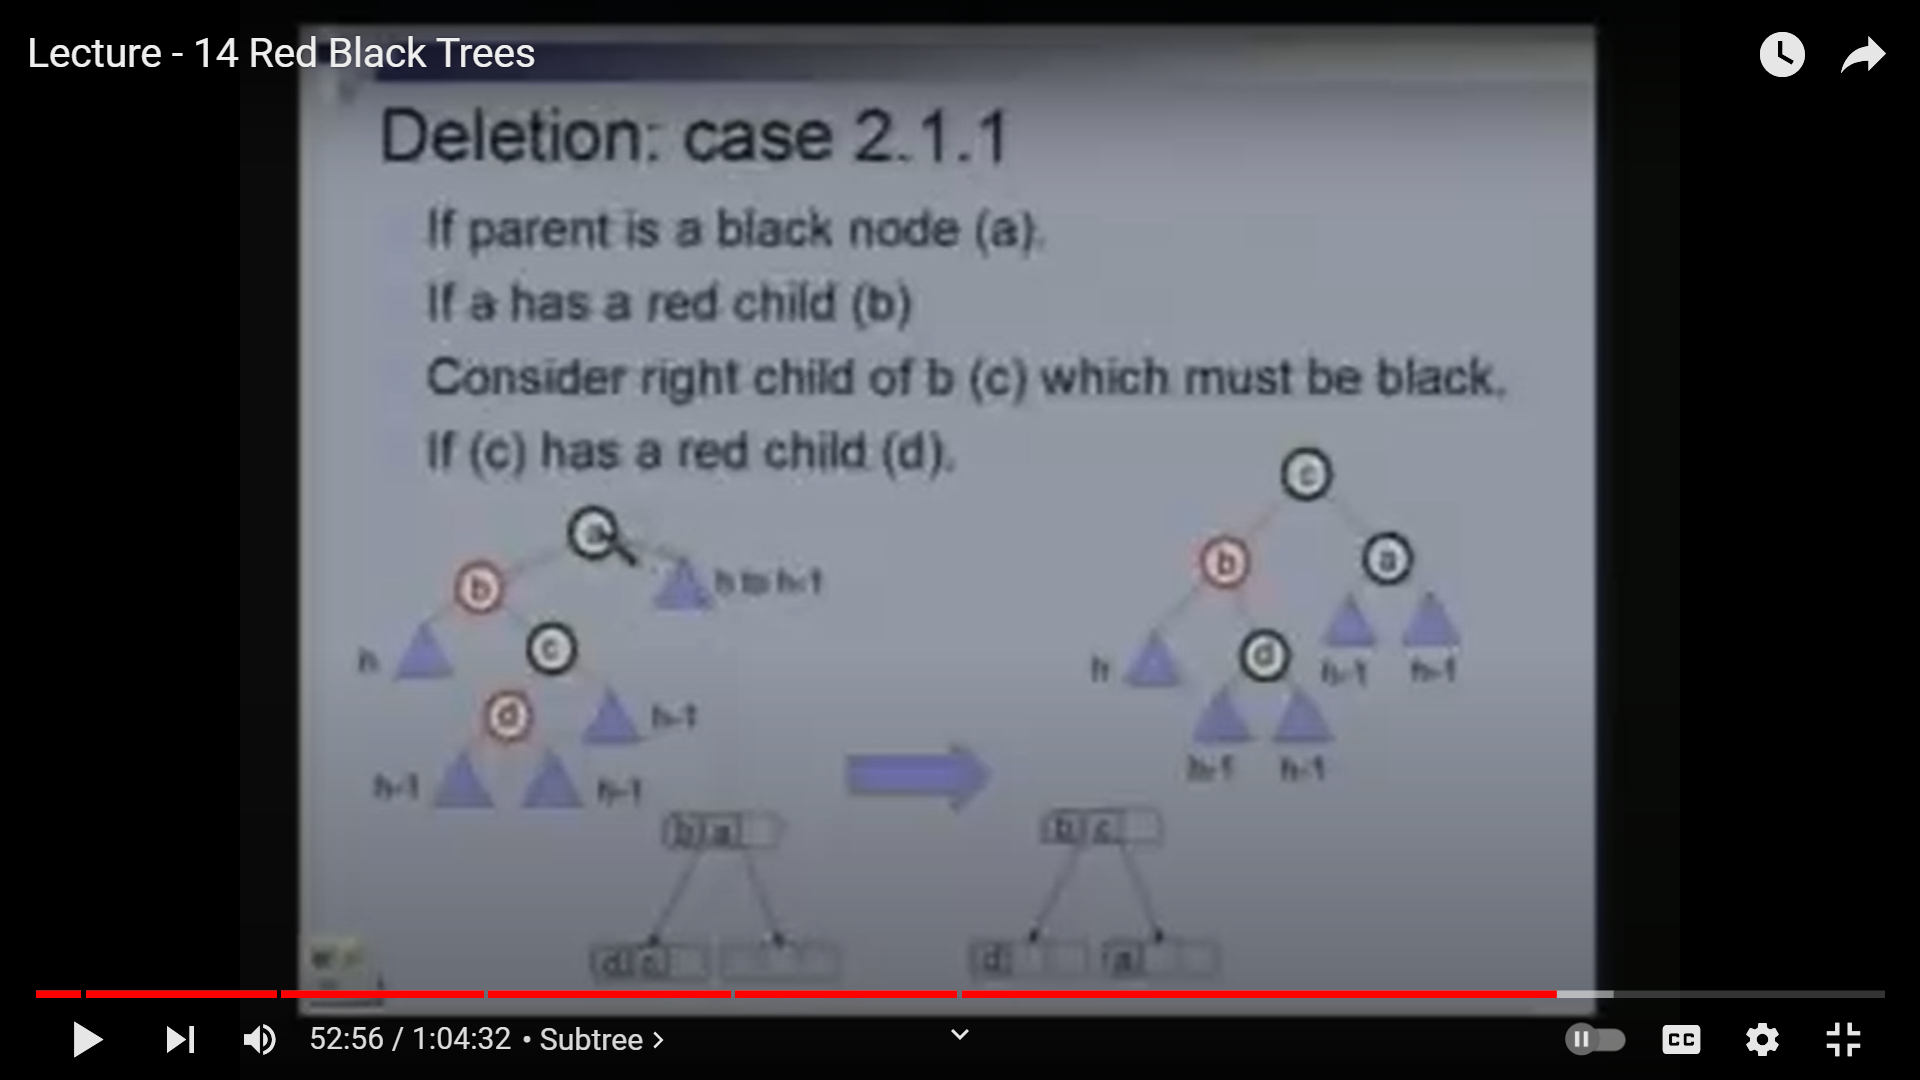 Lecture - 14 Red Black Trees
Deletion: case 2.1.1
If parent is a black node (a).
If a has a red child (b)
Consider right child of b (c) which must be black.
If (c) has a red child (d).
c
a
b
a
b
h to h-1
c
h
d
h
d
h-1
h-1
h-1
h-1
h-1
h-1
h-1
h-1
b a
b c
d c
d
a
52:56 / 1:04:32 • Subtree >
CC